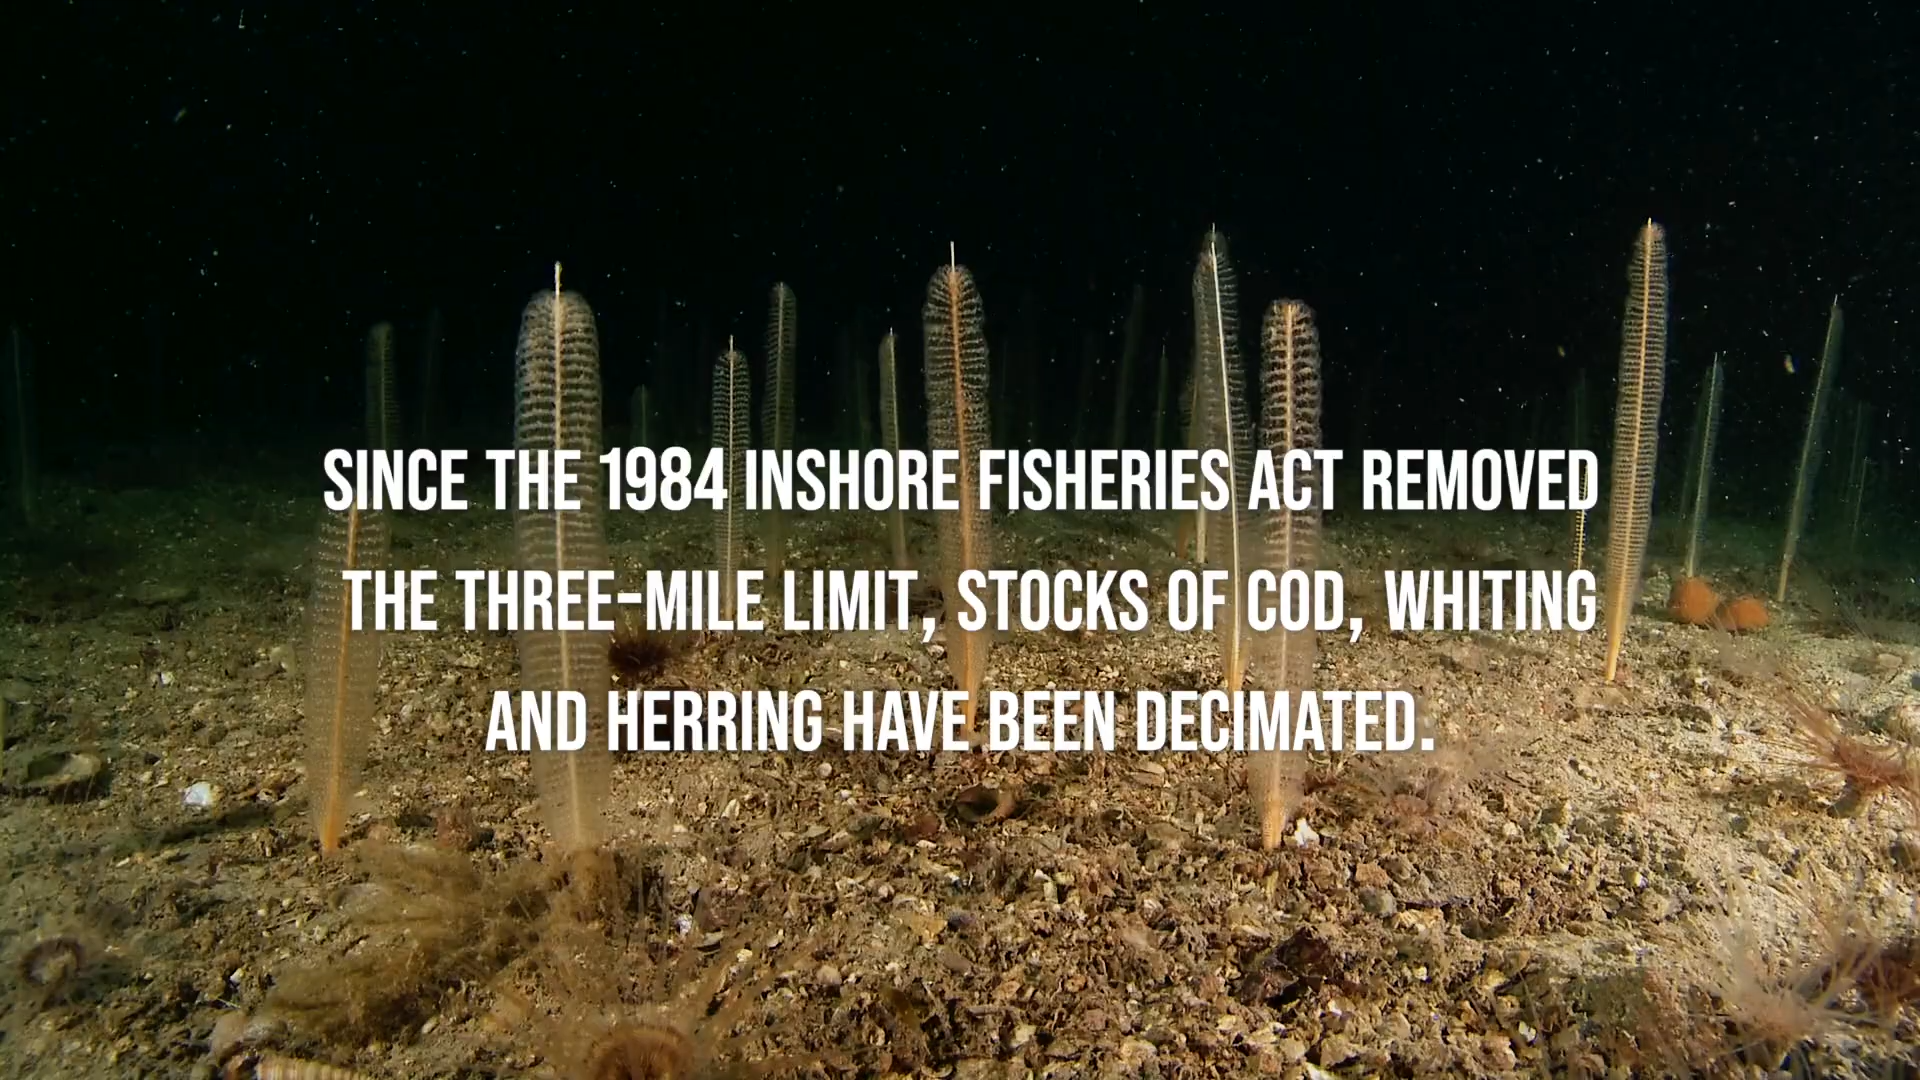 SINCE THE 1984 INSHORE FISHERIES ACT REMOVED
THE THREE-MILE LIMIT, STOCKS OF COD, WHITING
AND HERRING HAVE BEEN DECIMATED.